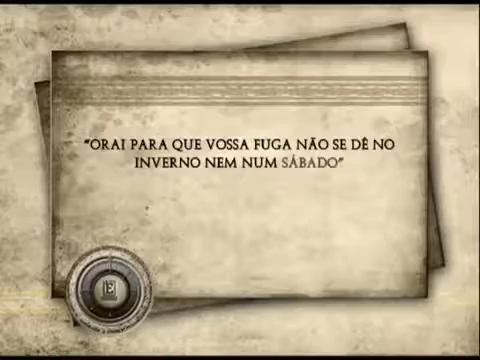 "ORAI PARA QUE VOSSA FUGA NÃO SE DÊ NO
INVERNO NEM NUM SÁBADO"
E